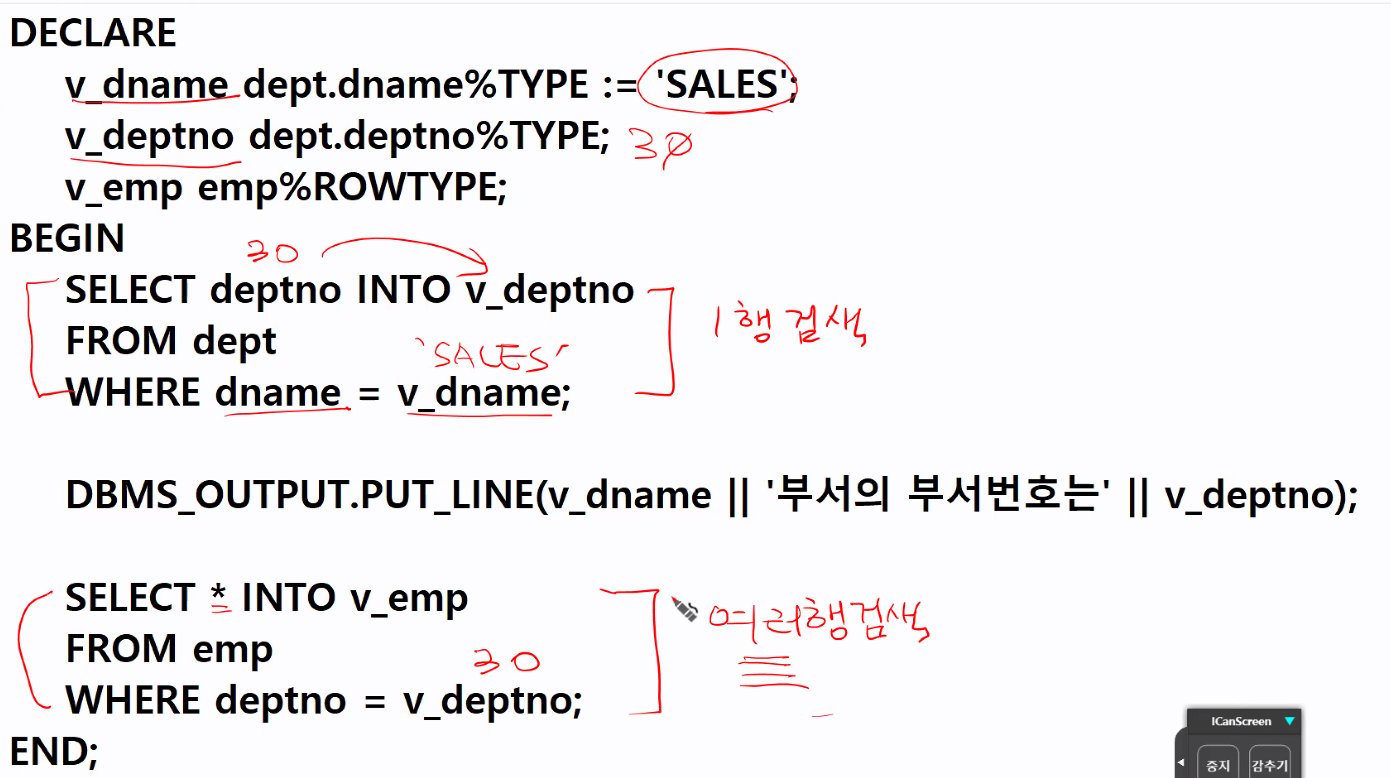 DECLARE
v_dname dept.dname%TYPE := 'SALES';
v_deptno dept.deptno%TYPE; 30
v_emp emp%ROWTYPE;
BEGIN
30
SELECT deptno INTO v_deptno
1행검색
FROM dept
'SALES'
WHERE dname = v_dname;
DBMS_OUTPUT.PUT_LINE(v_dname || '부서의 부서번호는' || v_deptno);
SELECT * INTO v_emp
여러행검색
FROM emp
30
WHERE deptno = v_deptno;
END;
ICanScreen
중지 감추기